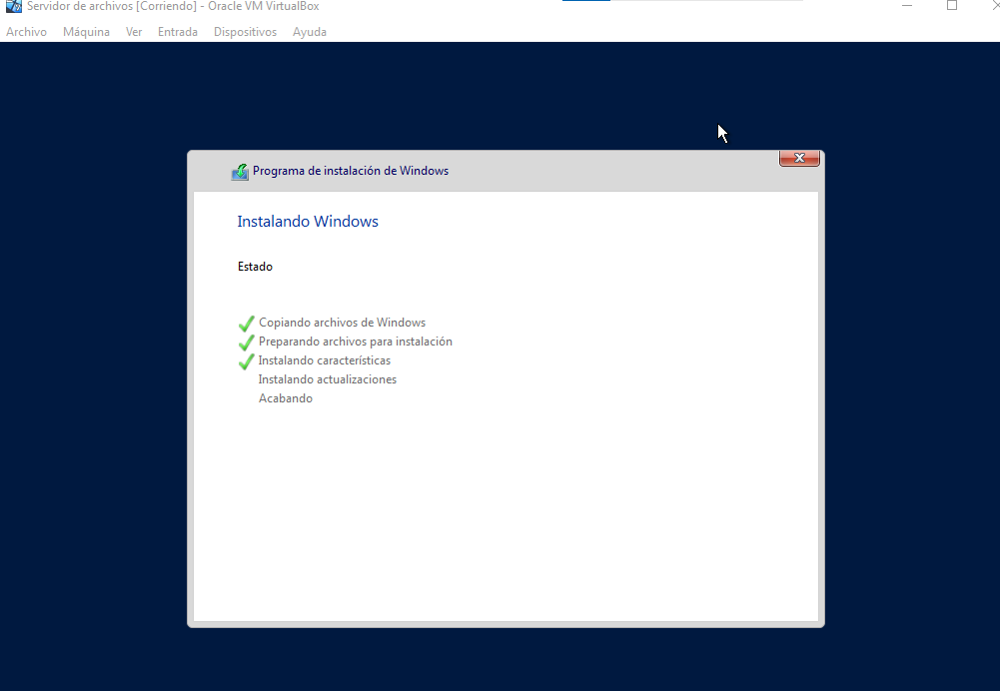 Servidor de archivos [Corriendo] - Oracle VM VirtualBox
Archivo Máquina Ver Entrada Dispositivos Ayuda
Programa de instalación de Windows
Instalando Windows
Estado
Copiando archivos de Windows
Preparando archivos para instalación
Instalando características
Instalando actualizaciones
Acabando